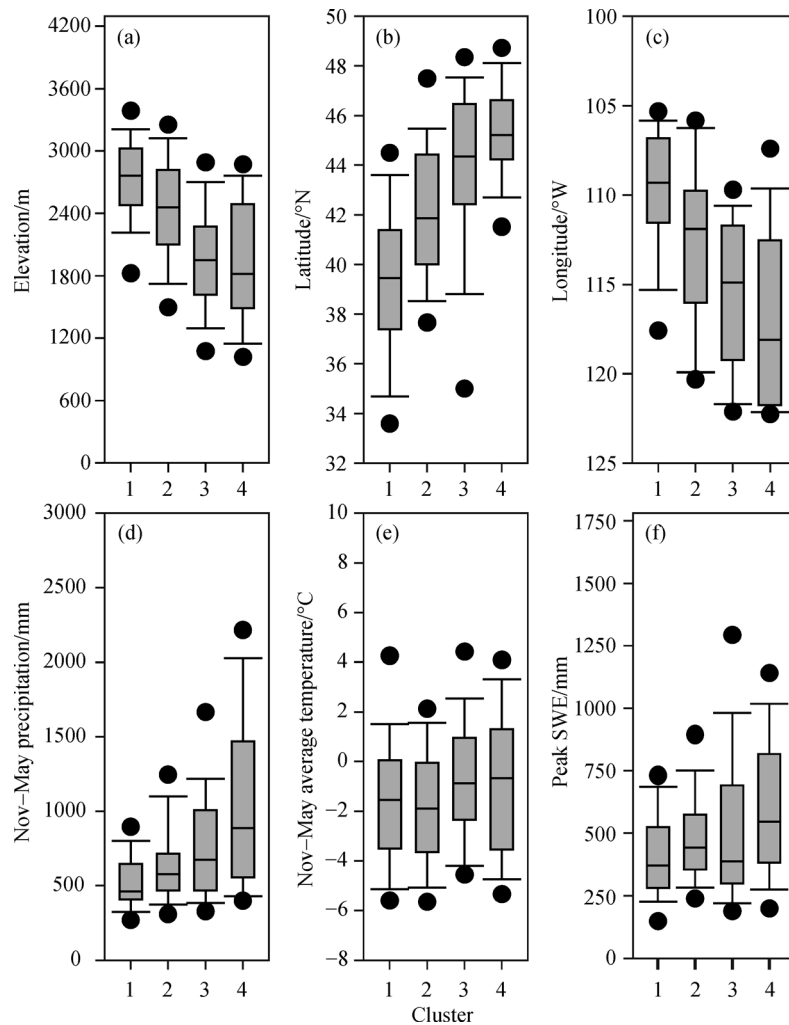 (a)
Elevation/m
4200
3600
3000
2400
1800
1200
600
0
1 2 3 4
(b)
Latitude/°N
50
48
46
44
42
40
38
36
34
32
1 2 3 4
(c)
Longitude/°W
100
105
110
115
122
125
1 2 3 4
(d)
Nov–May precipitation/mm
3000
2500
2000
1500
1000
500
0
1 2 3 4
(e)
Nov–May average temperature/°C
10
8
6
4
2
0
−2
−4
−6
−8
1 2 3 4
(f)
Peak SWE/mm
1750
1500
1250
1000
750
500
250
0
1 2 3 4
Cluster